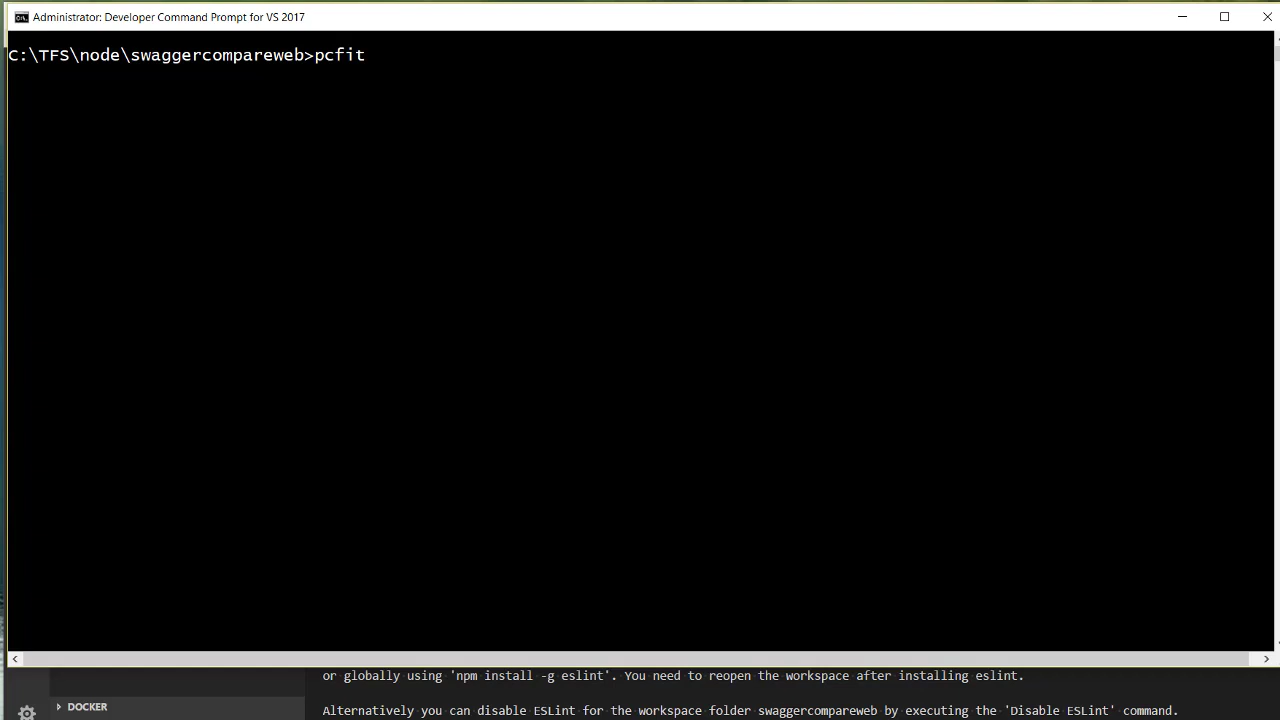 Administrator: Developer Command Prompt for VS 2017
C:\TFS\node\swaggercompareweb>pcfit
or globally using 'npm install -g eslint'. You need to reopen the workspace after installing eslint.
DOCKER
Alternatively you can disable ESLint for the workspace folder swaggercompareweb by executing the 'Disable ESLint' command.